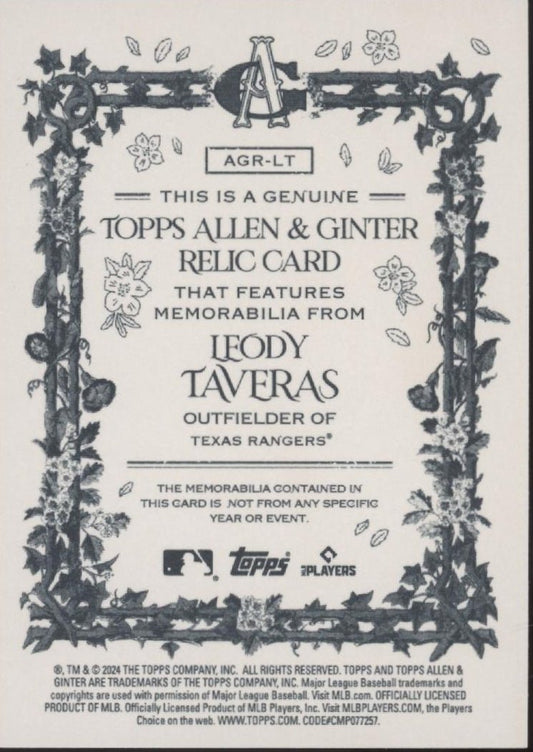 AG
AGR-LT
THIS IS A GENUINE
TOPPS ALLEN & GINTER
RELIC CARD
THAT FEATURES
MEMORABILIA FROM
LEODY
TAVERAS
OUTFIELDER OF
TEXAS RANGERS®
THE MEMORABILIA CONTAINED IN
THIS CARD IS NOT FROM ANY SPECIFIC
YEAR OR EVENT.
® topps® MLB PLAYERS
®, TM & © 2024 THE TOPPS COMPANY, INC. ALL RIGHTS RESERVED. TOPPS AND TOPPS ALLEN &
GINTER ARE TRADEMARKS OF THE TOPPS COMPANY, INC. Major League Baseball trademarks and
copyrights are used with permission of Major League Baseball. Visit MLB.com. OFFICIALLY LICENSED
PRODUCT OF MLB. Officially Licensed Product of MLB Players, Inc. Visit MLBPLAYERS.COM, the Players
Choice on the web. WWW.TOPPS.COM. CODE#CMP077257.